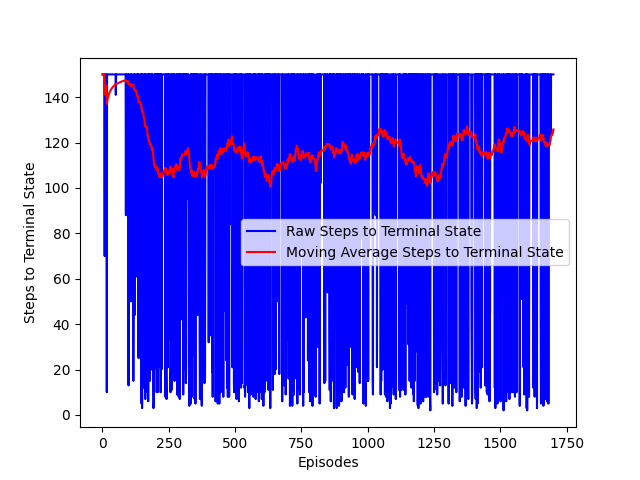 140
120
100
80
60
40
20
0
Steps to Terminal State
Raw Steps to Terminal State
Moving Average Steps to Terminal State
0 250 500 750 1000 1250 1500 1750
Episodes